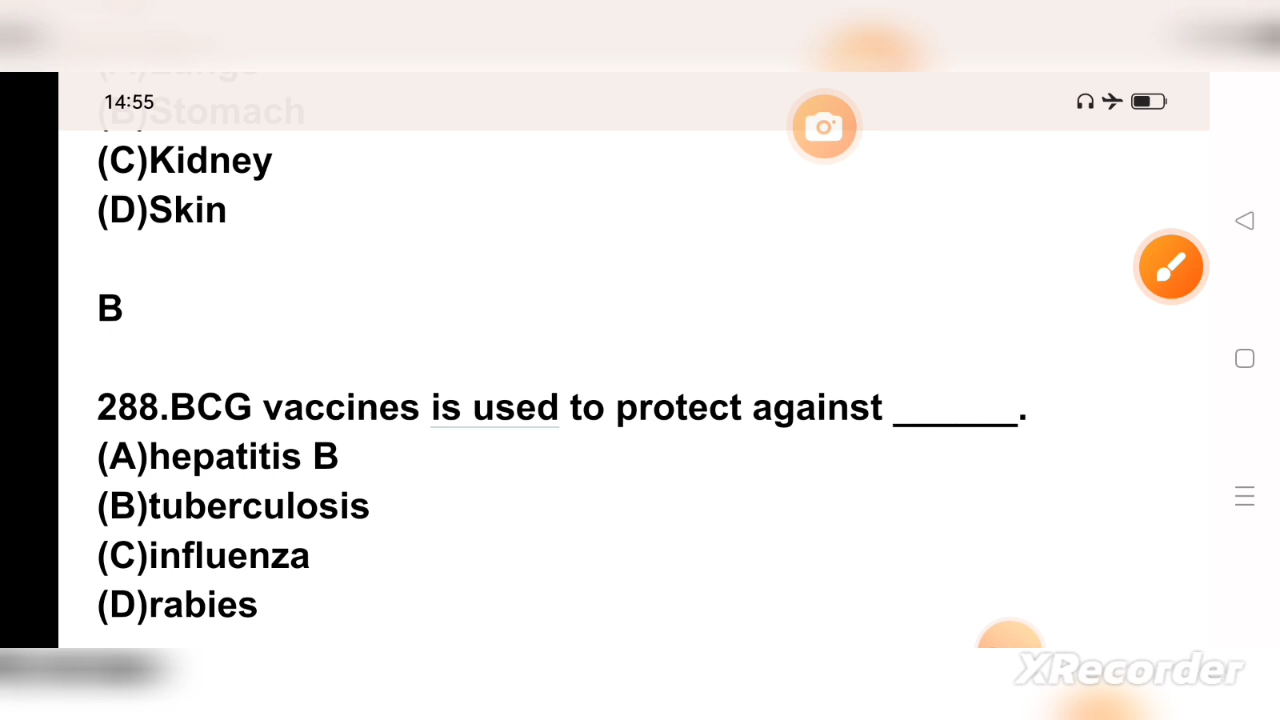 14:55
(B)Stomach
(C)Kidney
(D)Skin
B
288.BCG vaccines is used to protect against ______.
(A)hepatitis B
(B)tuberculosis
(C)influenza
(D)rabies
XRecorder